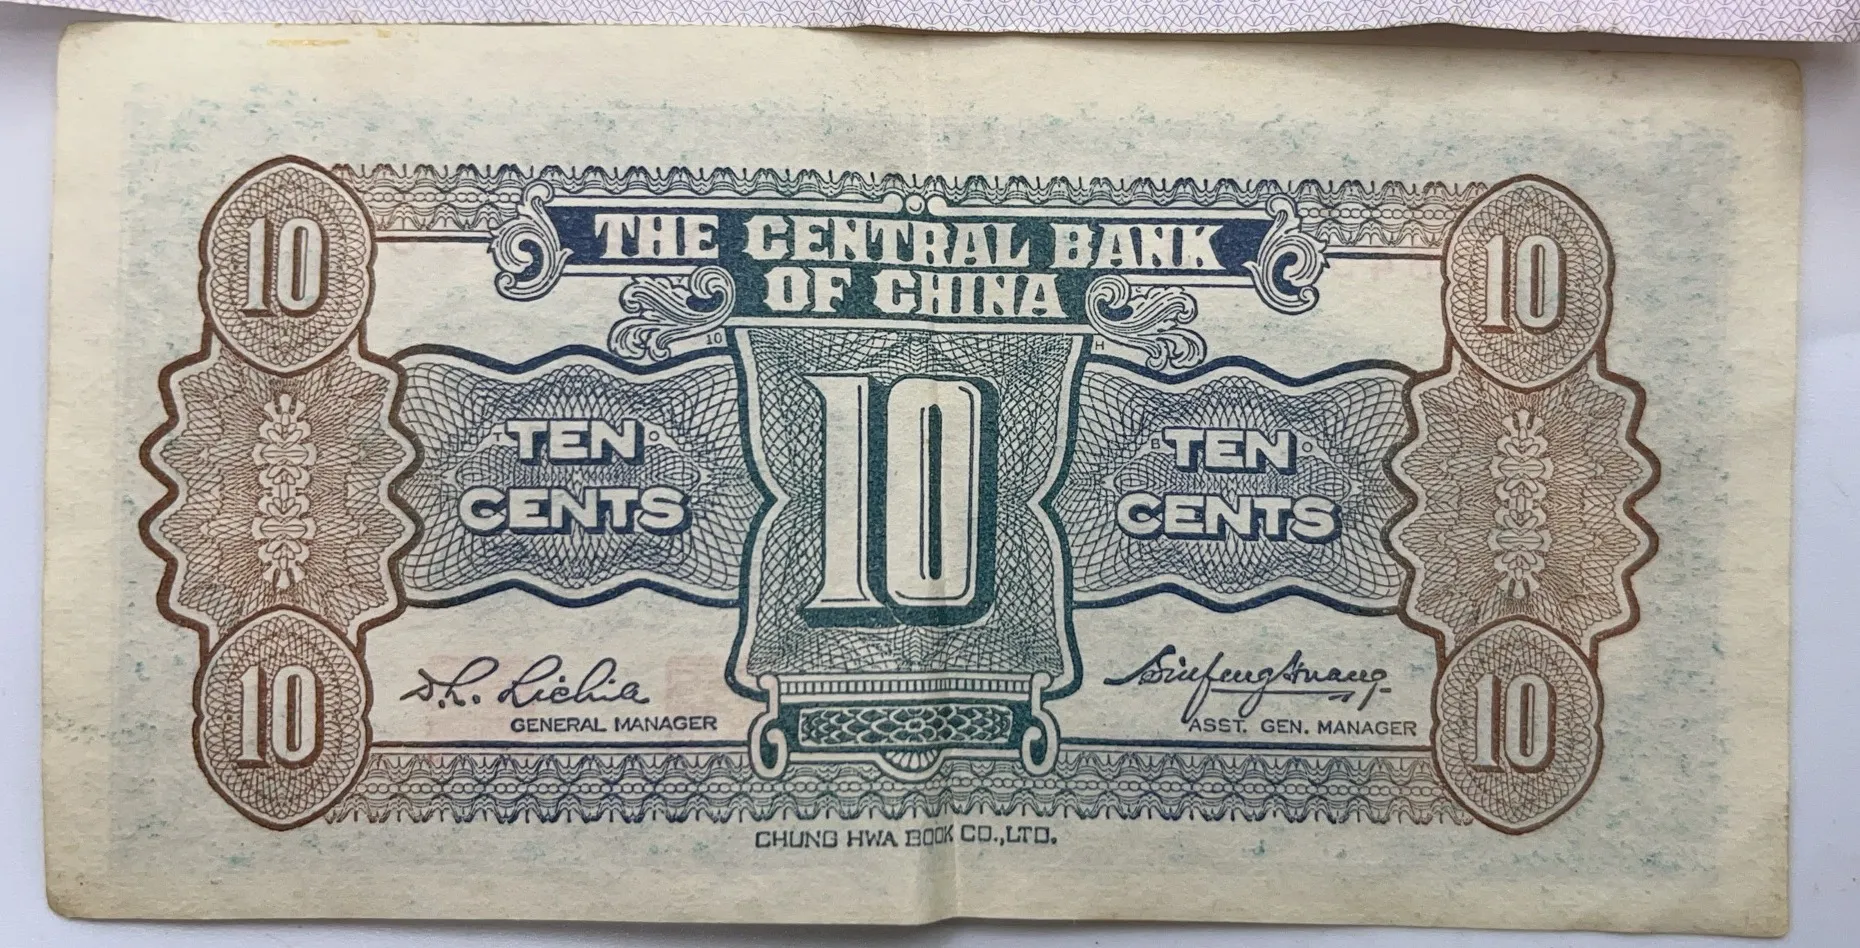 THE CENTRAL BANK
OF CHINA
10
10
10
H
TEN
CENTS
10
TEN
CENTS
GENERAL MANAGER
ASST. GEN. MANAGER
10
10
CHUNG HWA BOOK CO., LTD.